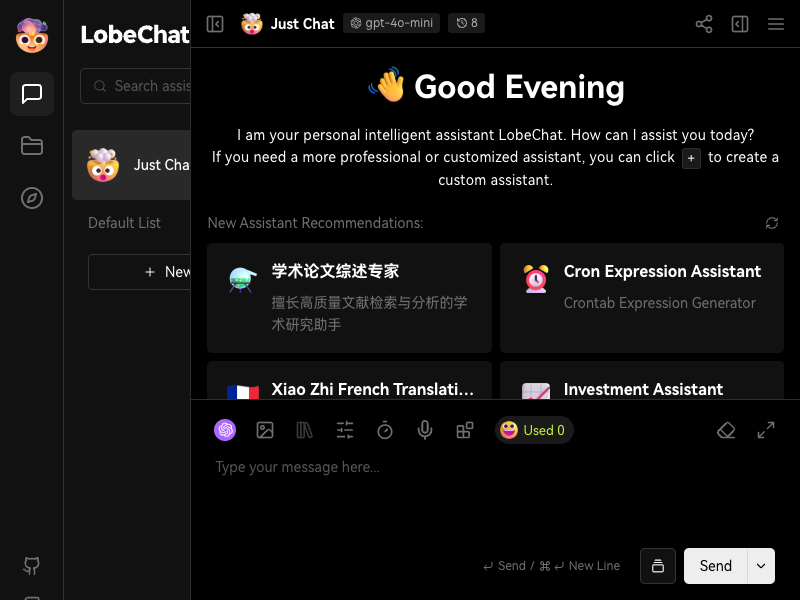 LobeChat
Search assis
Just Cha
Default List
New
Just Chat
gpt-4o-mini
8
Good Evening
I am your personal intelligent assistant LobeChat. How can I assist you today?
If you need a more professional or customized assistant, you can click + to create a
custom assistant.
New Assistant Recommendations:
学术论文综述专家
擅长高质量文献检索与分析的学
术研究助手
Cron Expression Assistant
Crontab Expression Generator
Xiao Zhi French Translati...
Investment Assistant
Used 0
Type your message here...
↵ Send / ⌘ ↵ New Line
Send